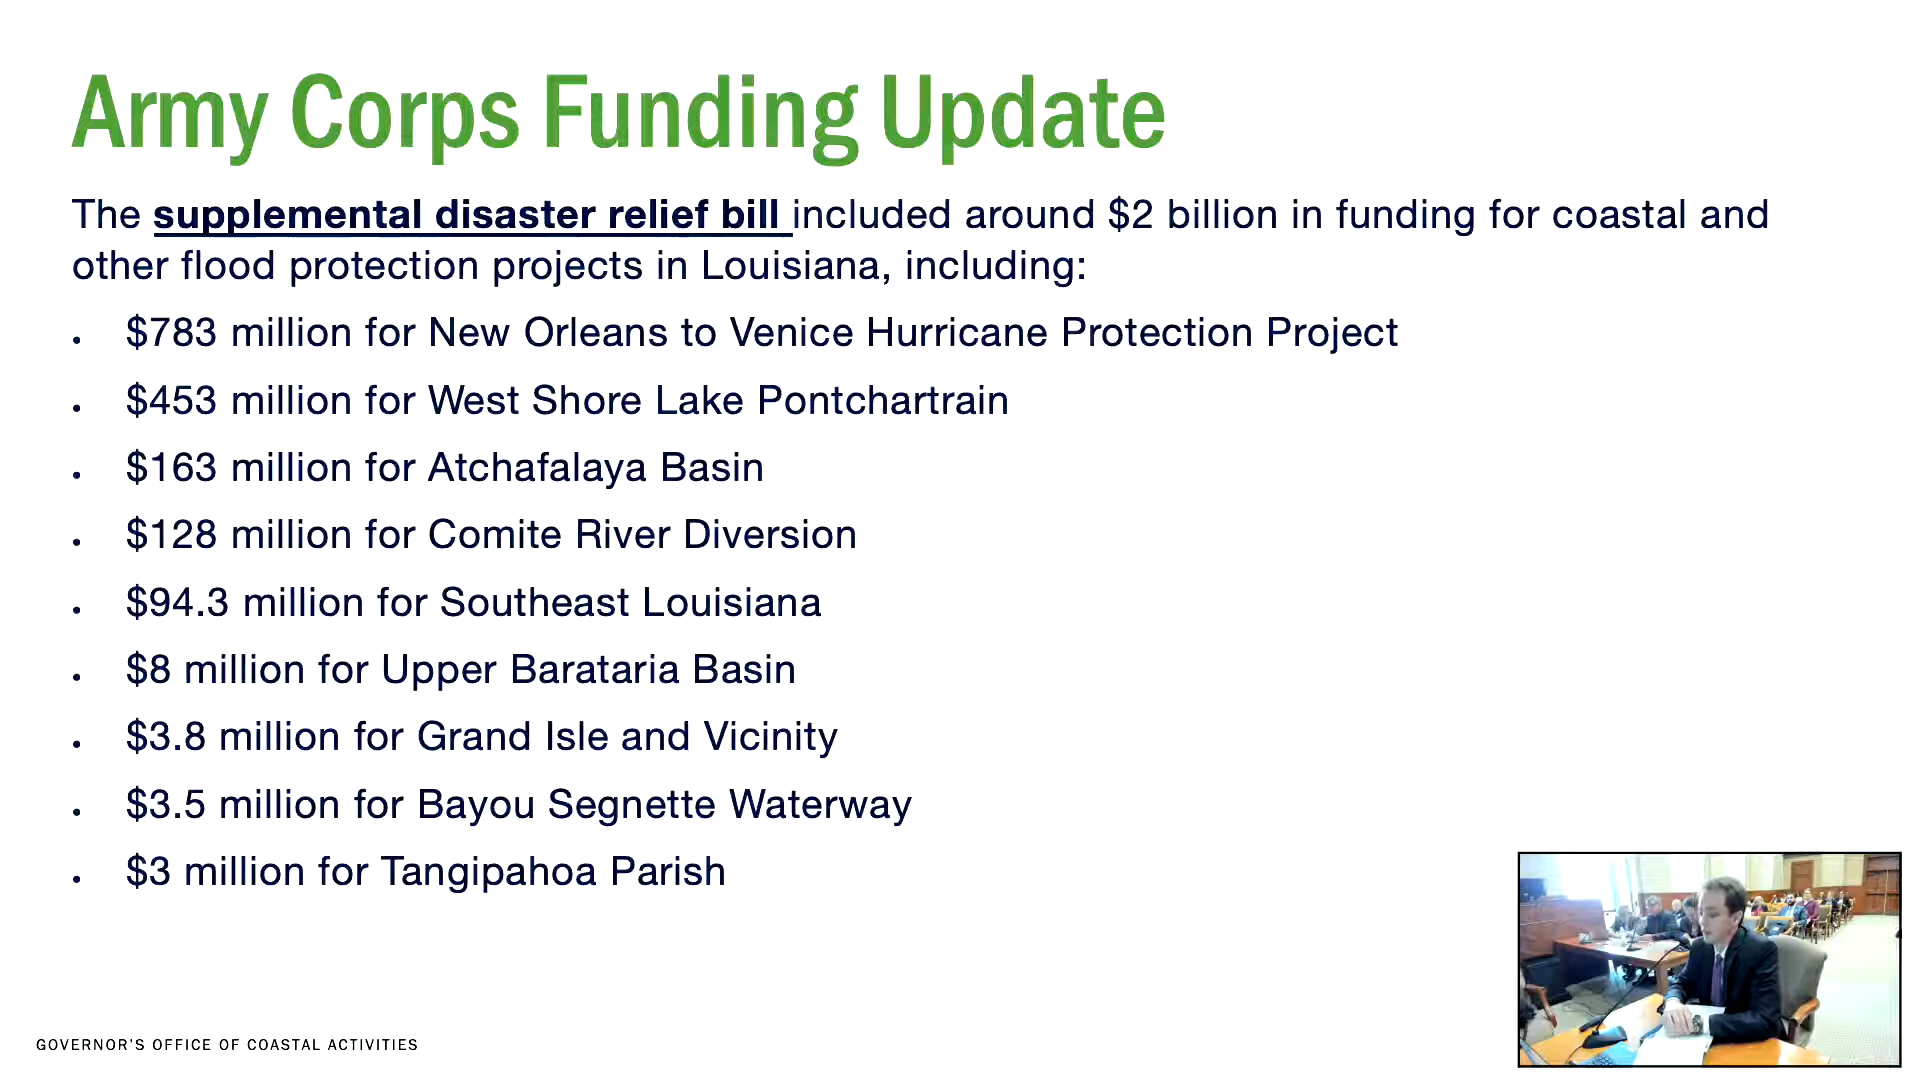 Army Corps Funding Update
The supplemental disaster relief bill included around $2 billion in funding for coastal and
other flood protection projects in Louisiana, including:
• $783 million for New Orleans to Venice Hurricane Protection Project
• $453 million for West Shore Lake Pontchartrain
• $163 million for Atchafalaya Basin
• $128 million for Comite River Diversion
• $94.3 million for Southeast Louisiana
• $8 million for Upper Barataria Basin
• $3.8 million for Grand Isle and Vicinity
• $3.5 million for Bayou Segnette Waterway
• $3 million for Tangipahoa Parish
GOVERNOR'S OFFICE OF COASTAL ACTIVITIES